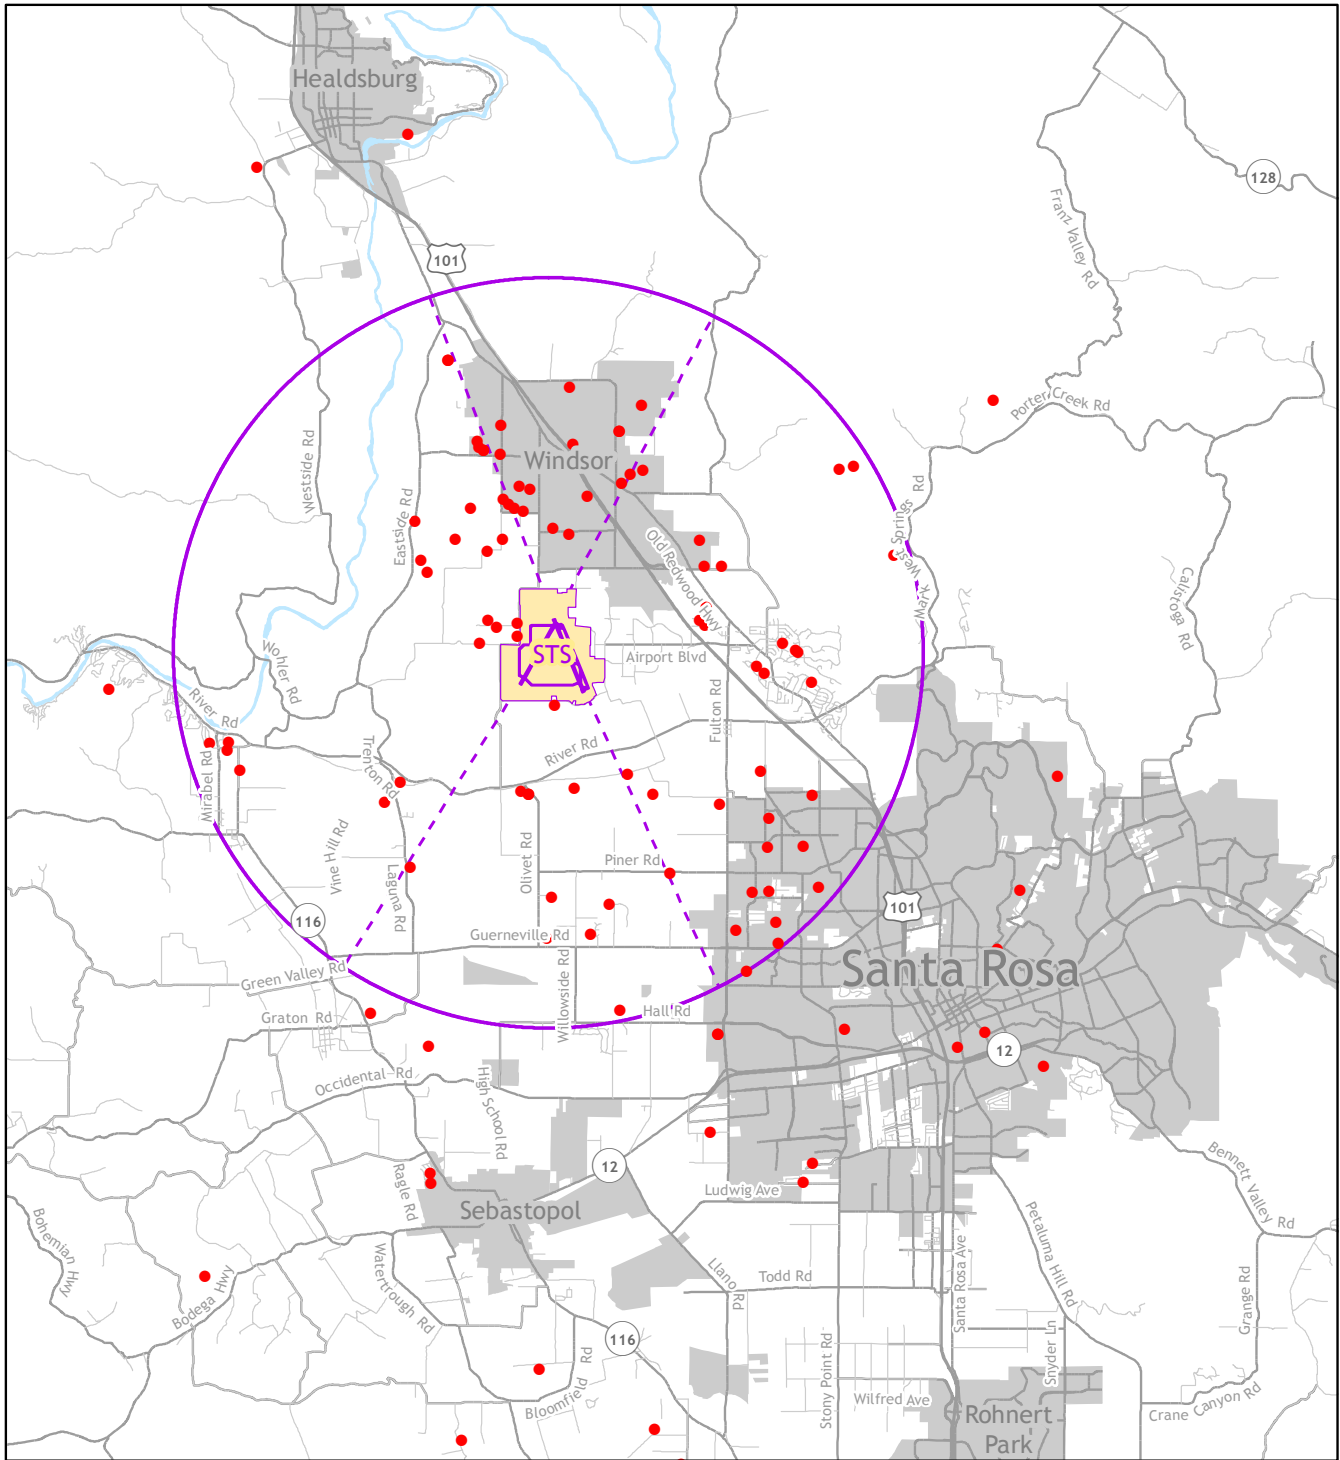 Healdsburg
128
Franz Valley Rd
101
Porter Creek Rd
Westside Rd
Windsor
Eastside Rd
Old Redwood Hwy
Mark West Springs Rd
Calistoga Rd
STS
Airport Blvd
Wohler Rd
River Rd
Fulton Rd
River Rd
Trenton Rd
Mirabel Rd
Vine Hill Rd
Laguna Rd
Olivet Rd
Piner Rd
116
101
Guerneville Rd
Santa Rosa
Green Valley Rd
Willowside Rd
Graton Rd
Hall Rd
12
Occidental Rd
High School Rd
12
Ragle Rd
Ludwig Ave
Sebastopol
Bennett Valley Rd
Bohemian Hwy
Petaluma Hill Rd
Bodega Hwy
Watertrough Rd
Llano Rd
Todd Rd
Santa Rosa Ave
Grange Rd
116
Snyder Ln
Stony Point Rd
Bloomfield Rd
Wilfred Ave
Crane Canyon Rd
Rohnert
Park